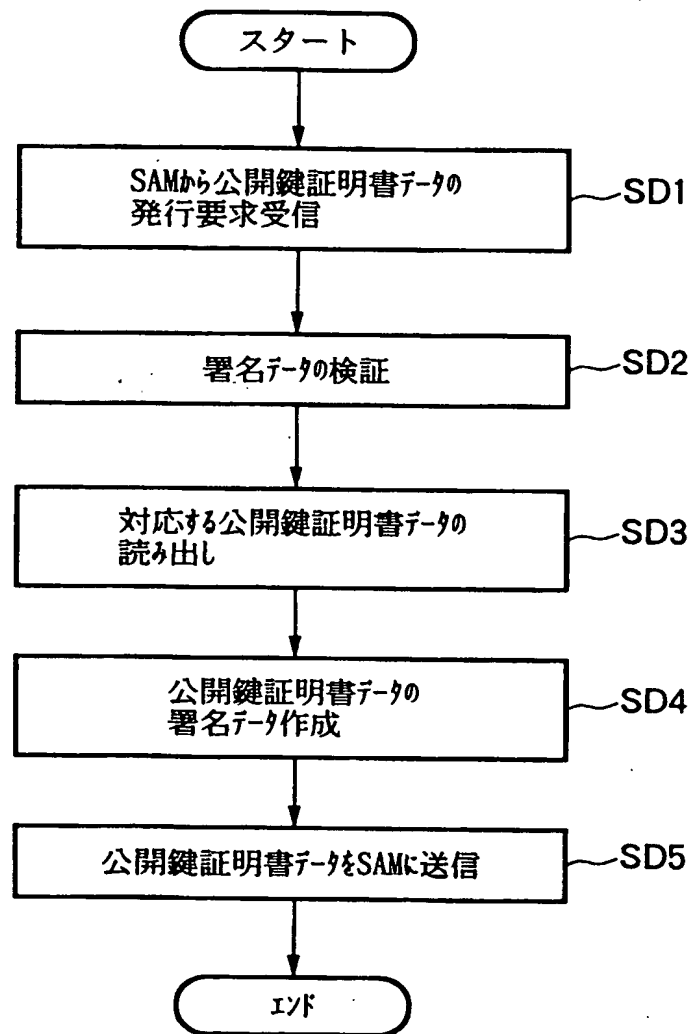 スタート
SAMから公開鍵証明書データの
発行要求受信
SD1
署名データの検証
SD2
対応する公開鍵証明書データの
読み出し
SD3
公開鍵証明書データの
署名データ作成
SD4
公開鍵証明書データをSAMに送信
SD5
エンド